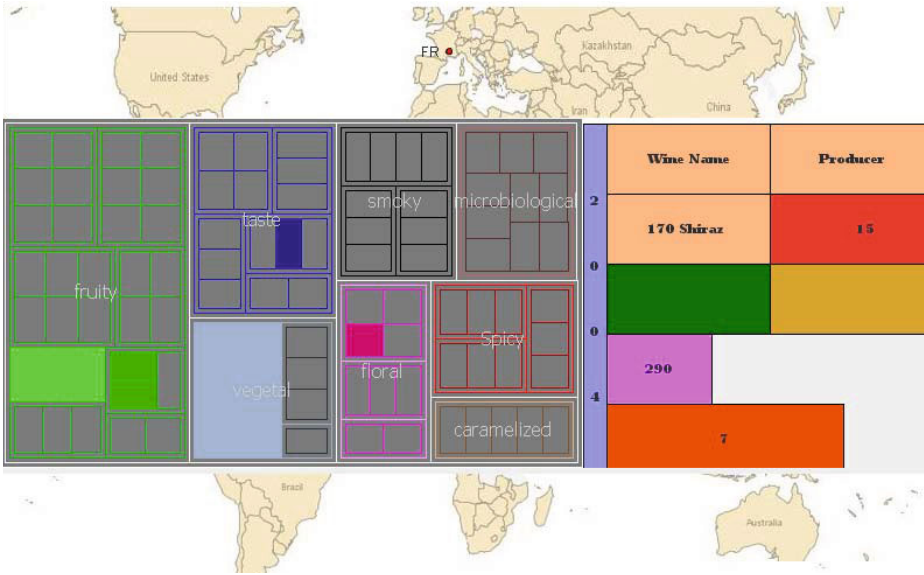 FR
Kazakhstan
United States
China
Iran
Wine Name Producer
smoky microbiological
2
taste
170 Shiraz 15
0
fruity
0
Spicy
290
floral
vegetal
4
caramelized
7
Brazil
Australia